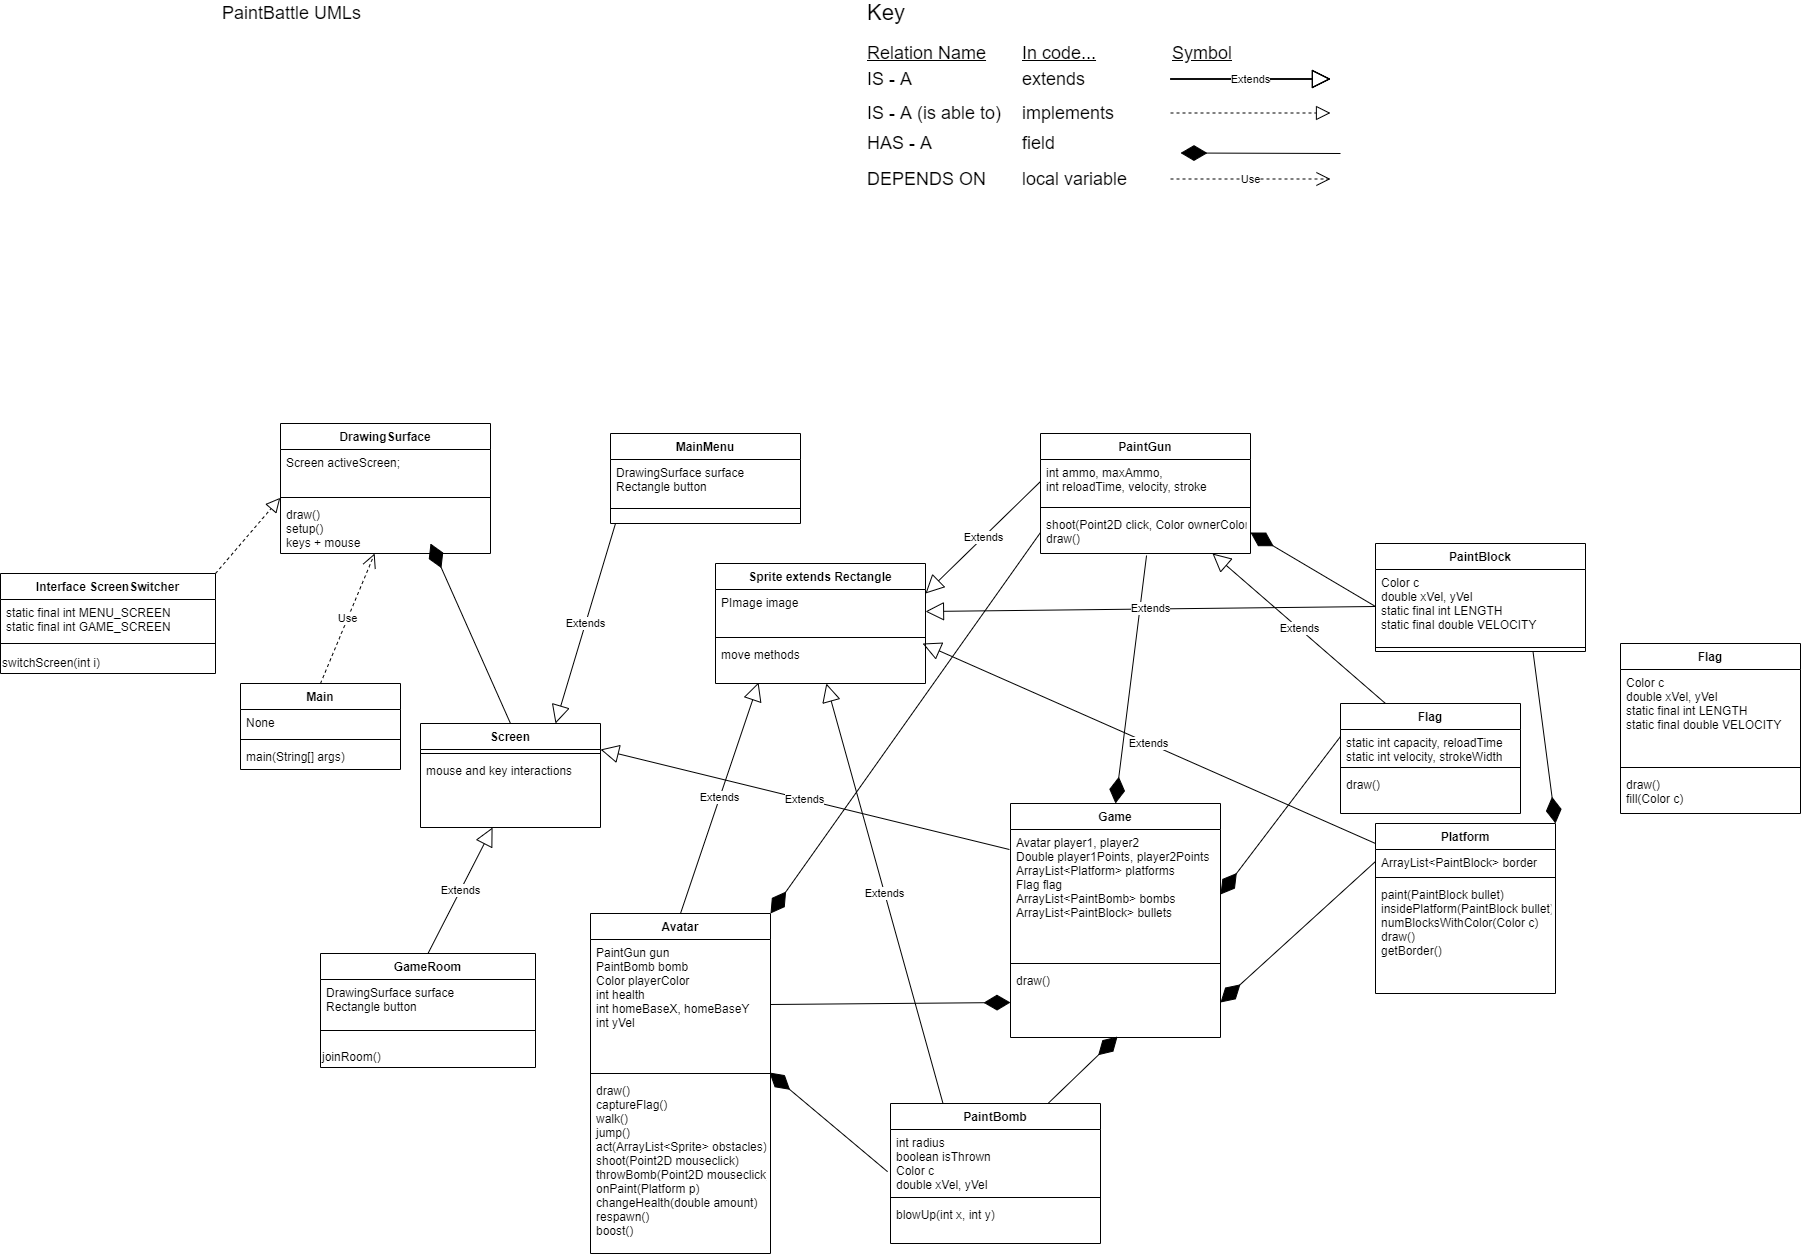 PaintBattle UMLs
Key
Relation Name In code... Symbol
IS - A extends Extends
IS - A (is able to) implements
HAS - A field
DEPENDS ON local variable Use
DrawingSurface
Screen activeScreen;
draw()
setup()
keys + mouse
MainMenu
DrawingSurface surface
Rectangle button
PaintGun
int ammo, maxAmmo,
int reloadTime, velocity, stroke
shoot(Point2D click, Color ownerColor
draw()
Extends
PaintBlock
Color c
double xVel, yVel
static final int LENGTH
static final double VELOCITY
Sprite extends Rectangle
PImage image
move methods
Interface ScreenSwitcher
static final int MENU_SCREEN
static final int GAME_SCREEN
switchScreen(int i)
Use
Extends
Extends
Extends
Main
None
main(String[] args)
Screen
mouse and key interactions
Flag
static int capacity, reloadTime
static int velocity, strokeWidth
draw()
Flag
Color c
double xVel, yVel
static final int LENGTH
static final double VELOCITY
draw()
fill(Color c)
Extends
Extends
Extends
Game
Avatar player1, player2
Double player1Points, player2Points
ArrayList<Platform> platforms
Flag flag
ArrayList<PaintBomb> bombs
ArrayList<PaintBlock> bullets
draw()
Platform
ArrayList<PaintBlock> border
paint(PaintBlock bullet)
insidePlatform(PaintBlock bullet)
numBlocksWithColor(Color c)
draw()
getBorder()
Extends
Extends
GameRoom
DrawingSurface surface
Rectangle button
joinRoom()
Avatar
PaintGun gun
PaintBomb bomb
Color playerColor
int health
int homeBaseX, homeBaseY
int yVel
draw()
captureFlag()
walk()
jump()
act(ArrayList<Sprite> obstacles)
shoot(Point2D mouseclick)
throwBomb(Point2D mouseclick
onPaint(Platform p)
changeHealth(double amount)
respawn()
boost()
PaintBomb
int radius
boolean isThrown
Color c
double xVel, yVel
blowUp(int x, int y)